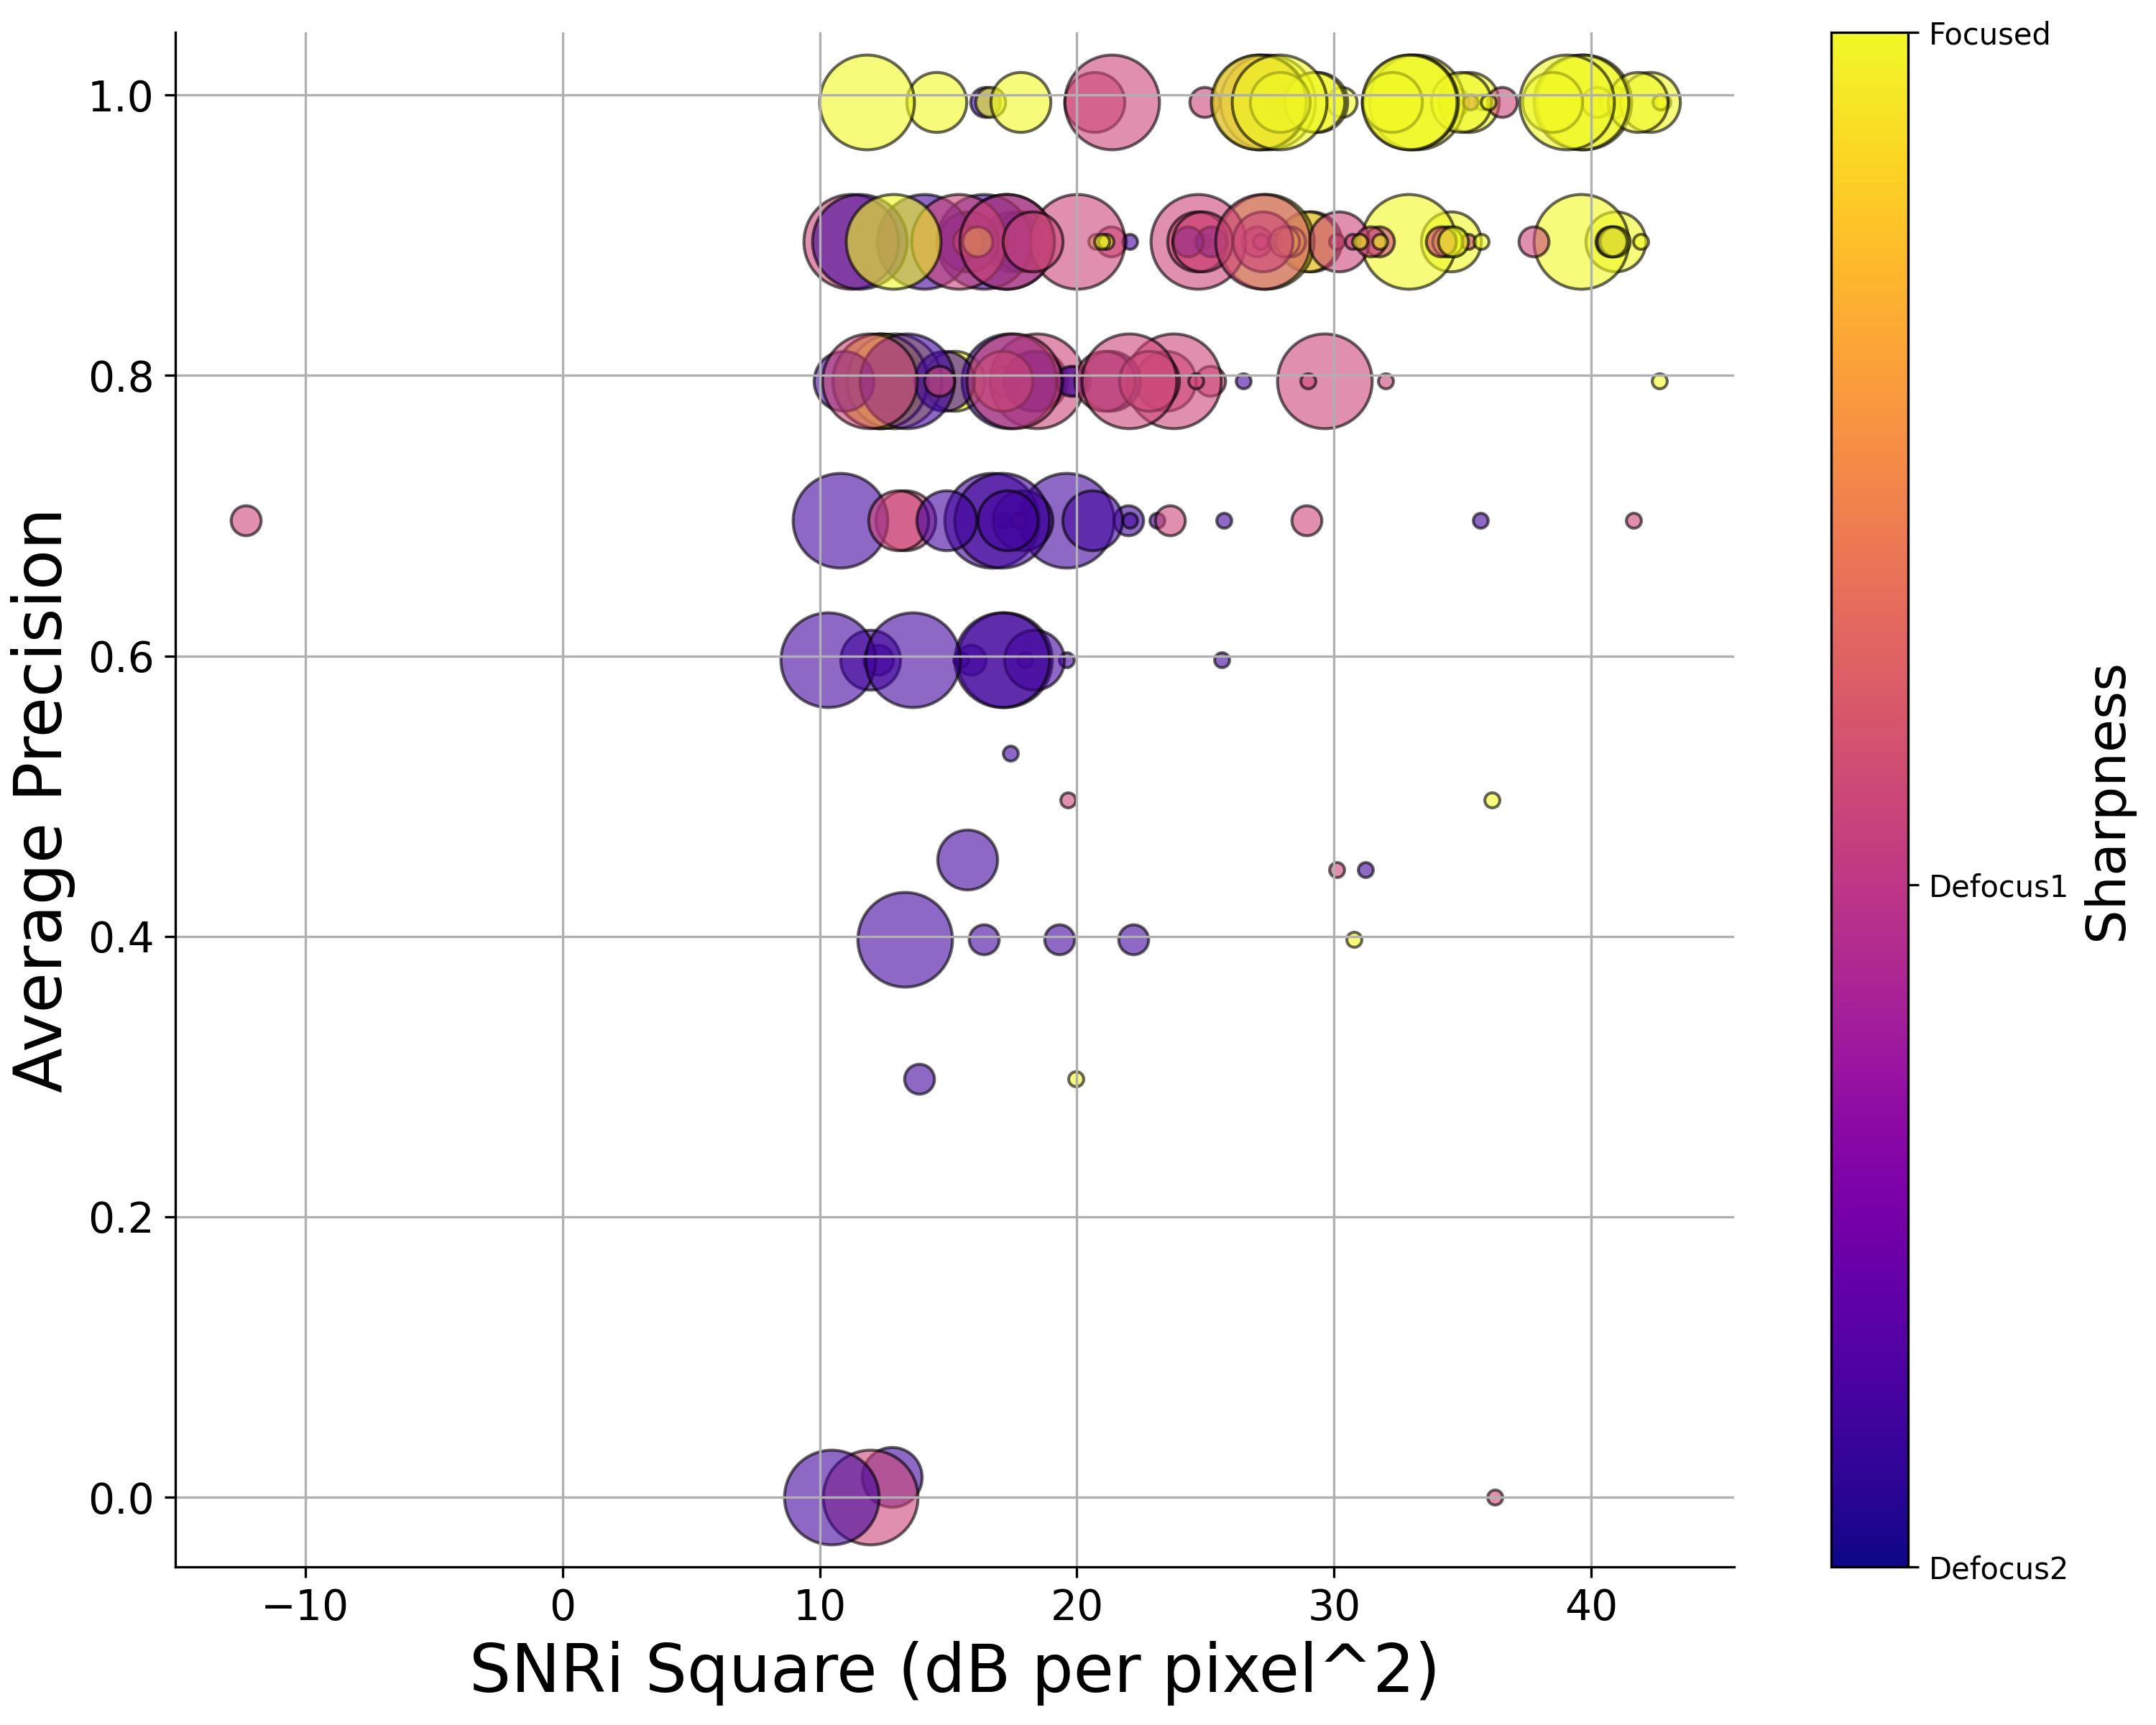 Average Precision
1.0
0.8
0.6
0.4
0.2
0.0
−10
0
10
20
30
40
SNRi Square (dB per pixel^2)
Focused
Defocus1
Defocus2
Sharpness